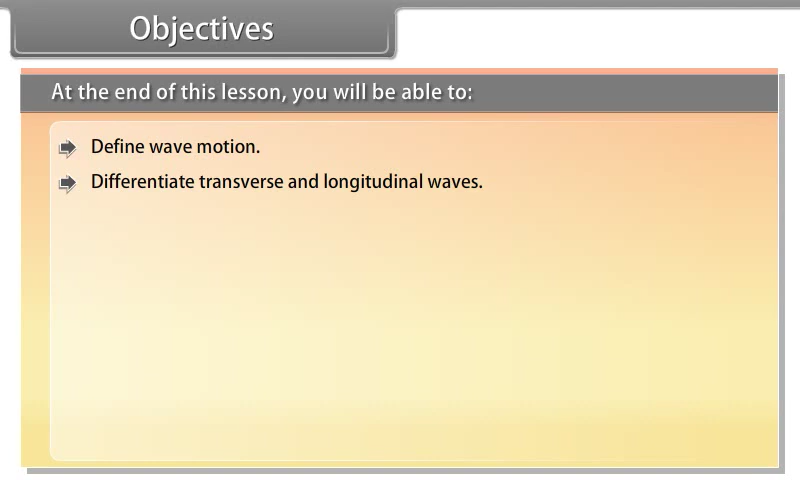 Objectives
At the end of this lesson, you will be able to:
Define wave motion.
Differentiate transverse and longitudinal waves.